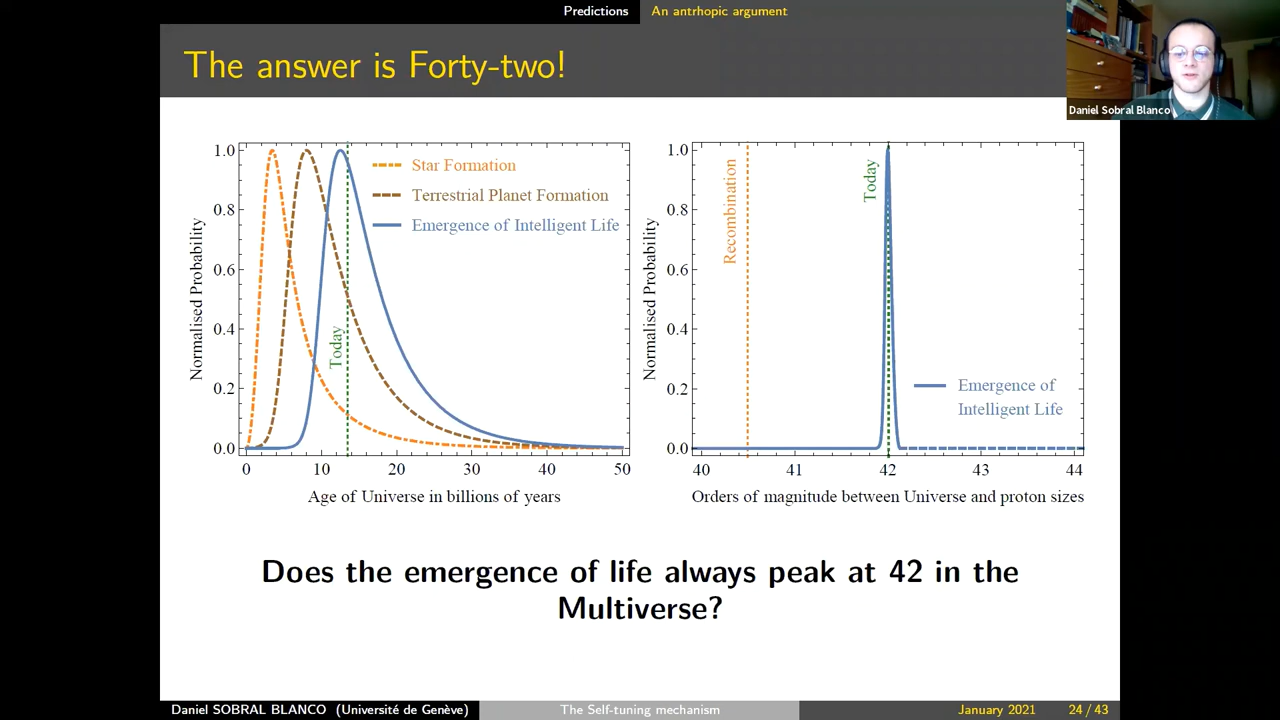 Predictions
An antrhopic argument
The answer is Forty-two!
Daniel Sobral Blanco
1.0
0.8
0.6
0.4
0.2
0.0
Normalised Probability
Star Formation
Terrestrial Planet Formation
Emergence of Intelligent Life
Today
0
10
20
30
40
50
Age of Universe in billions of years
1.0
0.8
0.6
0.4
0.2
0.0
Normalised Probability
Recombination
Today
Emergence of
Intelligent Life
40
41
42
43
44
Orders of magnitude between Universe and proton sizes
Does the emergence of life always peak at 42 in the
Multiverse?
Daniel SOBRAL BLANCO (Université de Genève)
The Self-tuning mechanism
January 2021
24 / 43